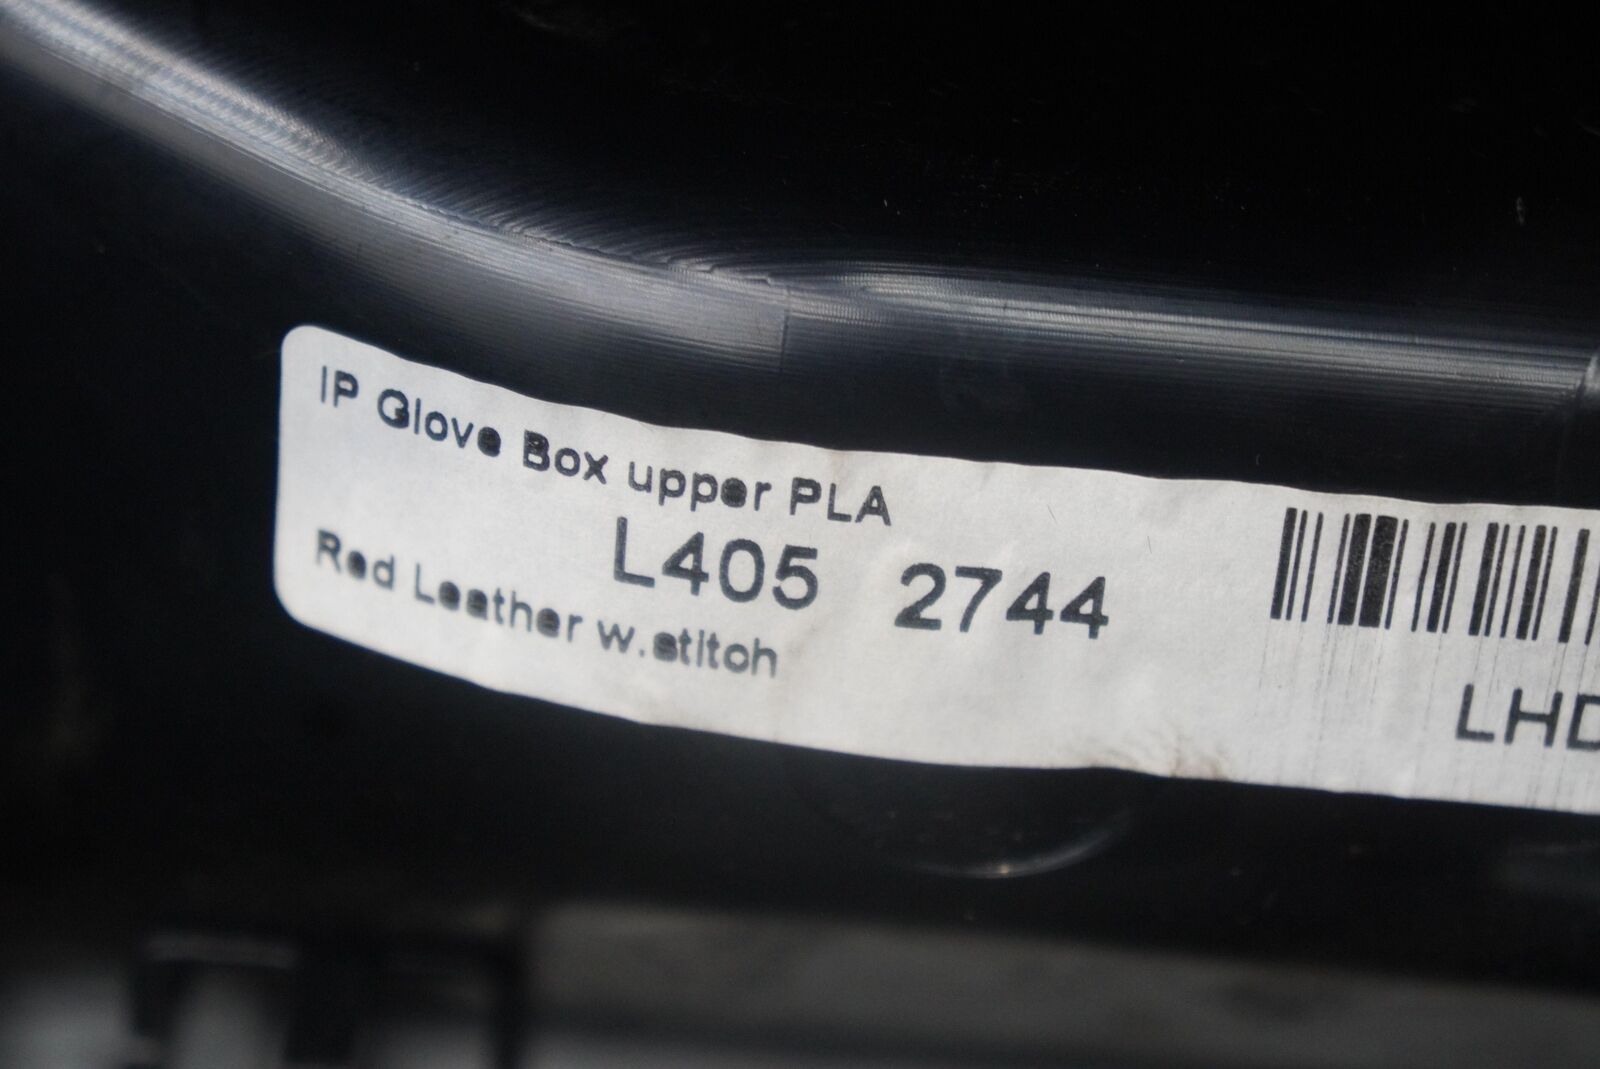 IP Glove Box upper PLA
L405 2744
Red Leather w.stitch
LHD